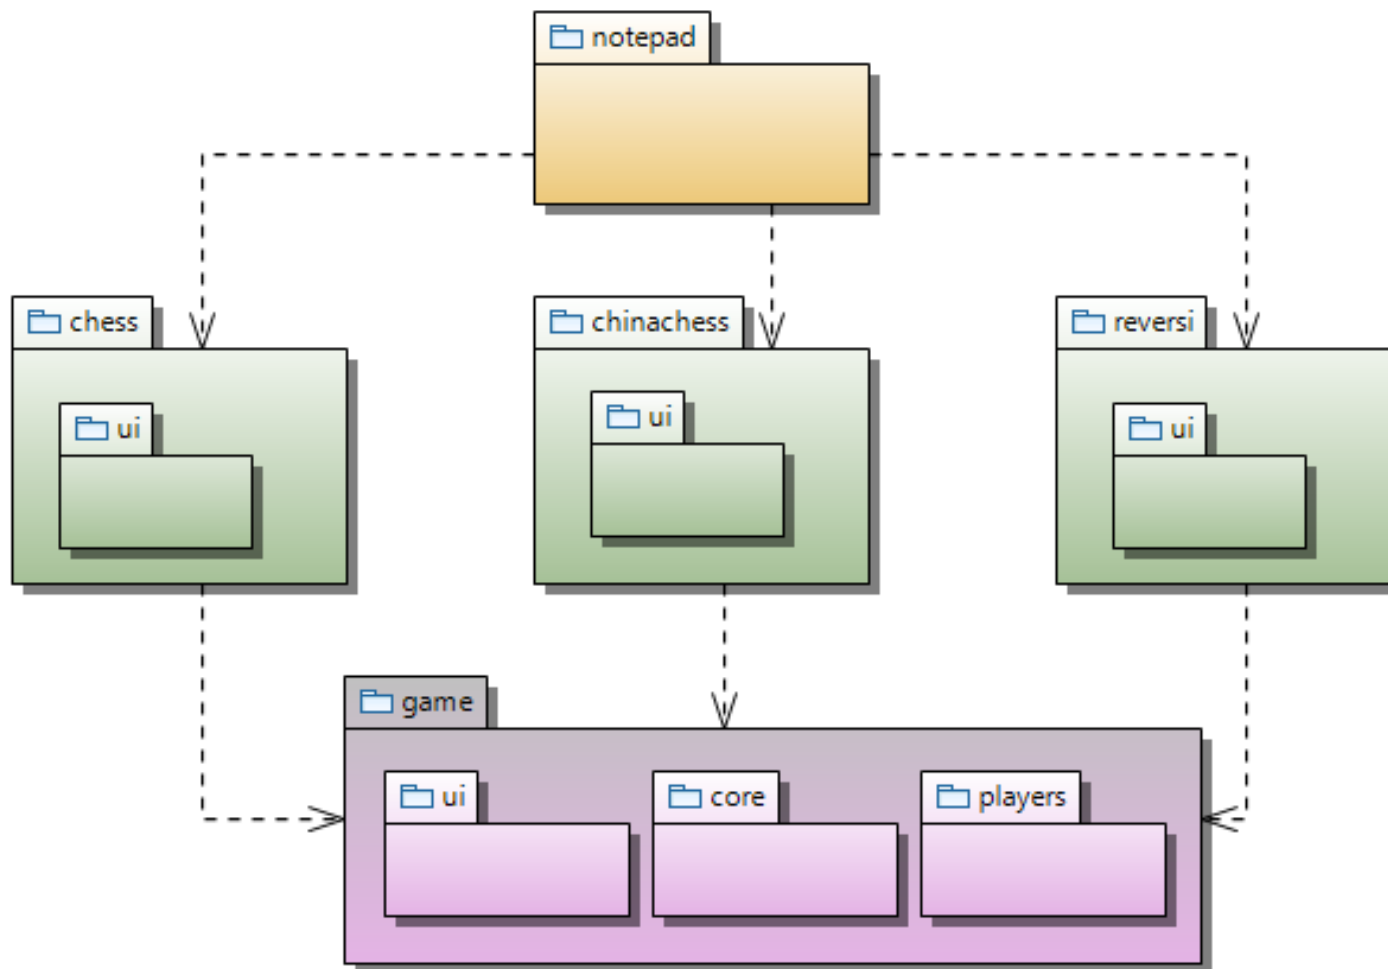 notepad
chess
chinachess
reversi
ui
ui
ui
game
ui
core
players